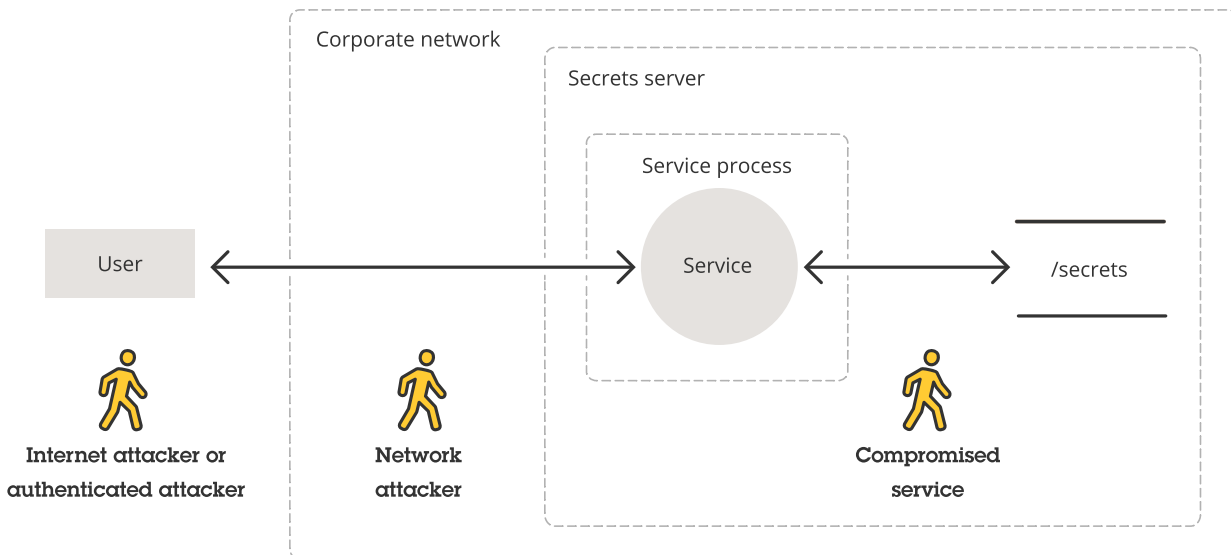 Corporate network
Secrets server
Service process
User
Service
/secrets
Internet attacker or
authenticated attacker
Network
attacker
Compromised
service